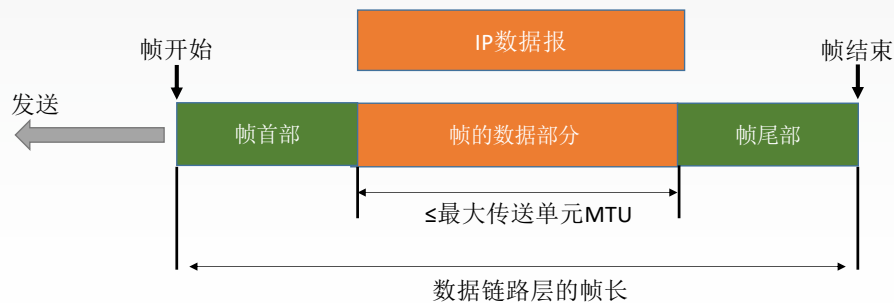 IP数据报
帧开始
帧结束
发送
帧首部
帧的数据部分
帧尾部
≤最大传送单元MTU
数据链路层的帧长